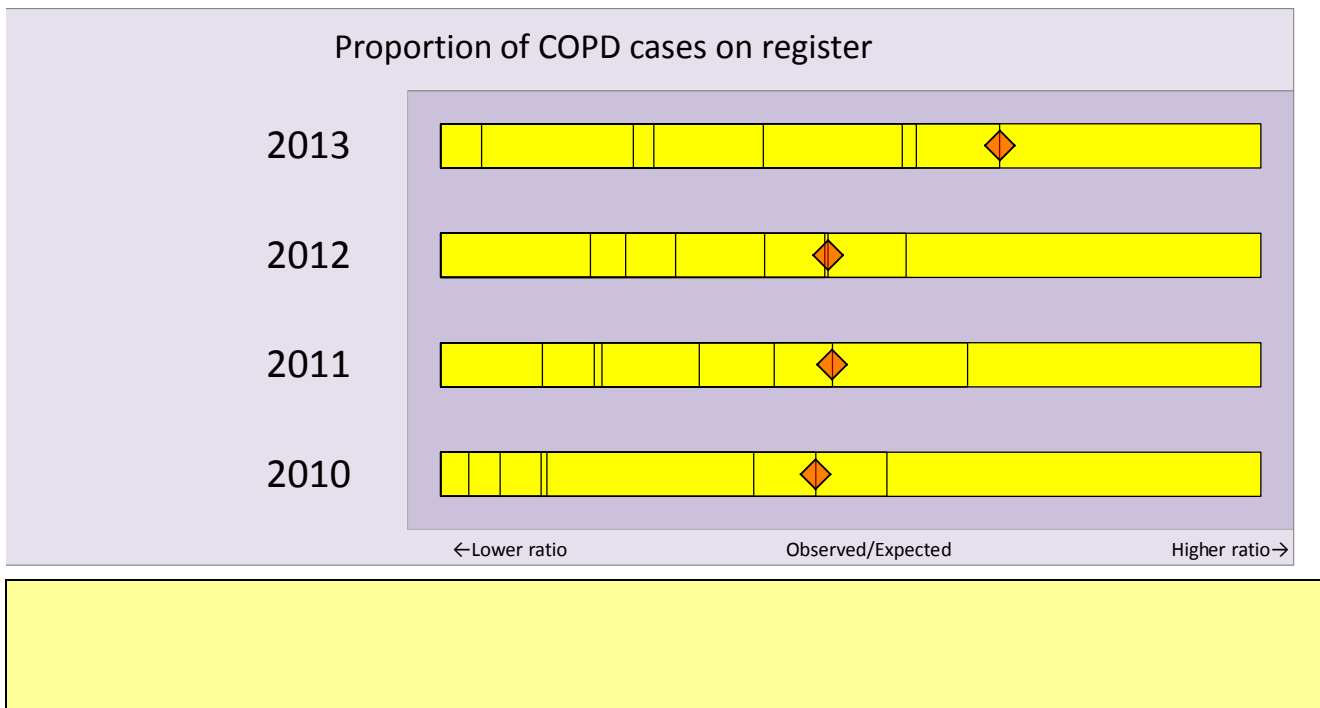 Proportion of COPD cases on register
2013
2012
2011
2010
←Lower ratio Observed/Expected Higher ratio→